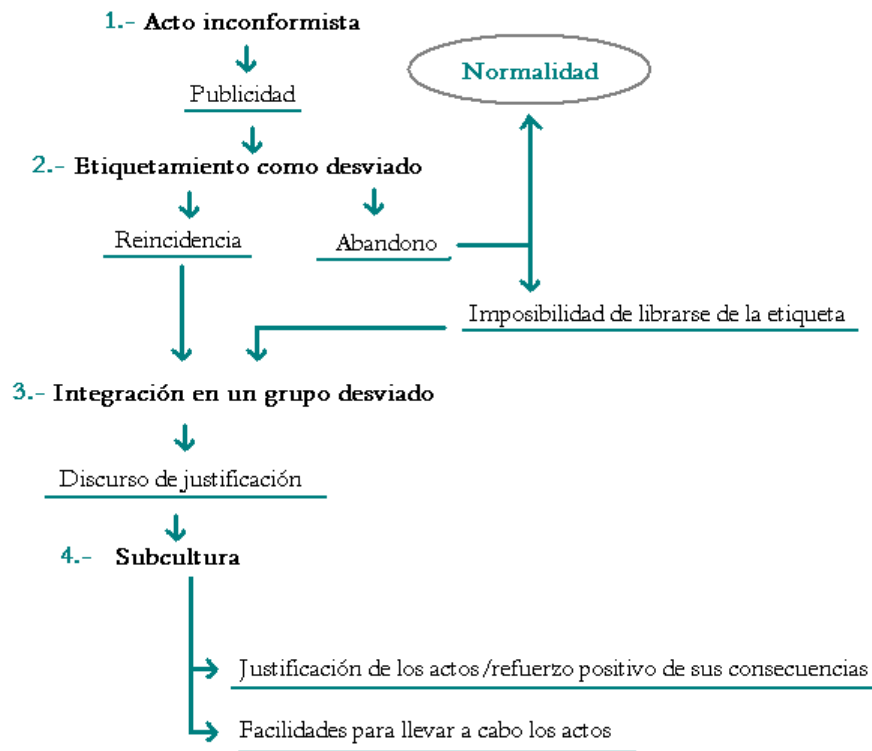 1.- Acto inconformista
Normalidad
Publicidad
2.- Etiquetamiento como desviado
Reincidencia
Abandono
Imposibilidad de librarse de la etiqueta
3.- Integración en un grupo desviado
Discurso de justificación
4.- Subcultura
Justificación de los actos/refuerzo positivo de sus consecuencias
Facilidades para llevar a cabo los actos